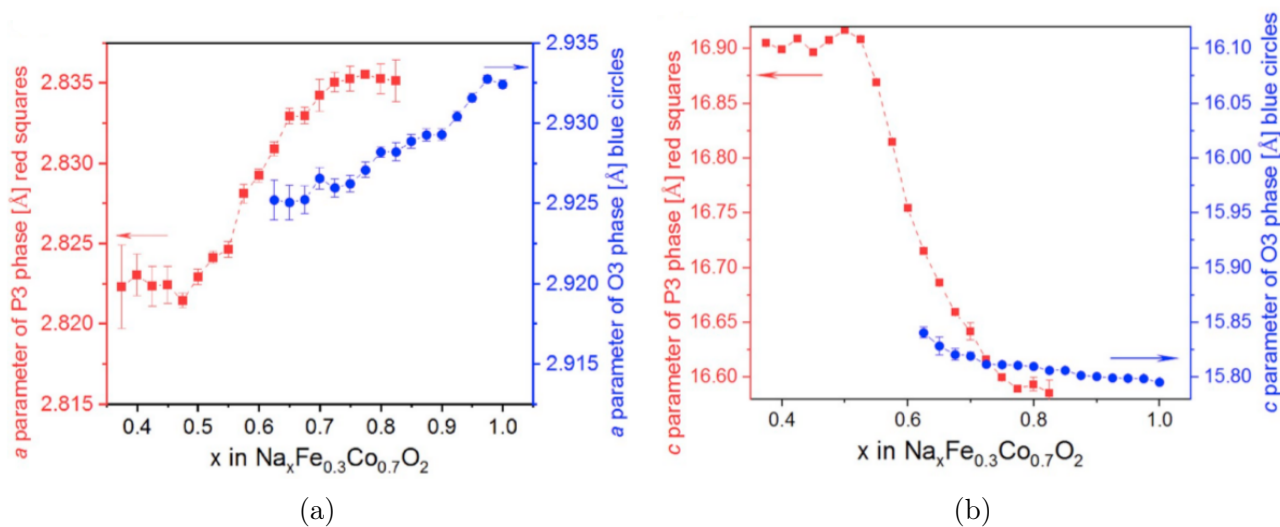 a parameter of P3 phase [Å] red squares
2.835
2.830
2.825
2.820
2.815
0.4 0.5 0.6 0.7 0.8 0.9 1.0
x in NaₓFe₀.₃Co₀.₇O₂
2.935
2.930
2.925
2.920
2.915
a parameter of O3 phase [Å] blue circles
(a)
c parameter of P3 phase [Å] red squares
16.90
16.85
16.80
16.75
16.70
16.65
16.60
0.4 0.6 0.8 1.0
x in NaₓFe₀.₃Co₀.₇O₂
16.10
16.05
16.00
15.95
15.90
15.85
15.80
c parameter of O3 phase [Å] blue circles
(b)